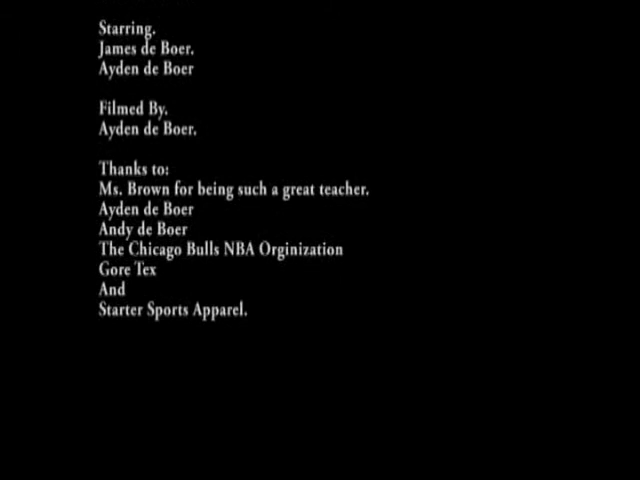 Starring.
James de Boer.
Ayden de Boer
Filmed By.
Ayden de Boer.
Thanks to:
Ms. Brown for being such a great teacher.
Ayden de Boer
Andy de Boer
The Chicago Bulls NBA Orginization
Gore Tex
And
Starter Sports Apparel.